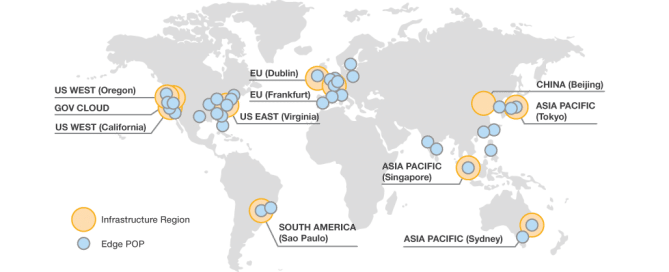 EU (Dublin)
US WEST (Oregon)
EU (Frankfurt)
GOV CLOUD
US EAST (Virginia)
US WEST (California)
CHINA (Beijing)
ASIA PACIFIC
(Tokyo)
ASIA PACIFIC
(Singapore)
Infrastructure Region
SOUTH AMERICA
(Sao Paulo)
ASIA PACIFIC (Sydney)
Edge POP